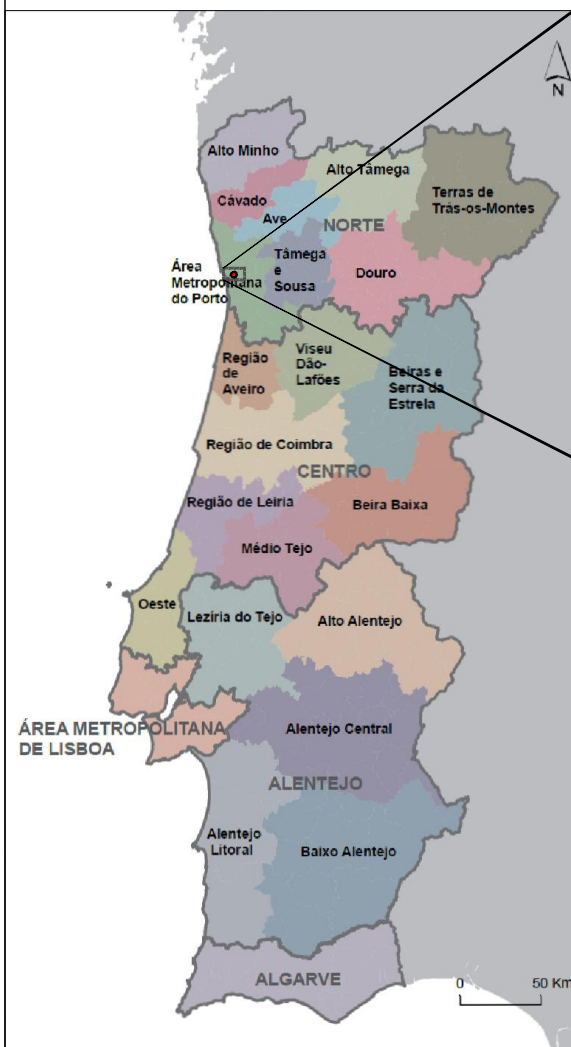 N
Alto Minho
Alto Tâmega
Terras de
Trás-os-Montes
Cávado
Ave
NORTE
Tâmega
e
Sousa
Douro
Área
Metropolitana
do Porto
Região
de
Aveiro
Viseu
Dão-
Lafões
Beiras e
Serra da
Estrela
Região de Coimbra
CENTRO
Região de Leiria
Beira Baixa
Médio Tejo
Oeste
Lezíria do Tejo
Alto Alentejo
ÁREA METROPOLITANA
DE LISBOA
Alentejo Central
ALENTEJO
Alentejo
Litoral
Baixo Alentejo
ALGARVE
0 50 Km